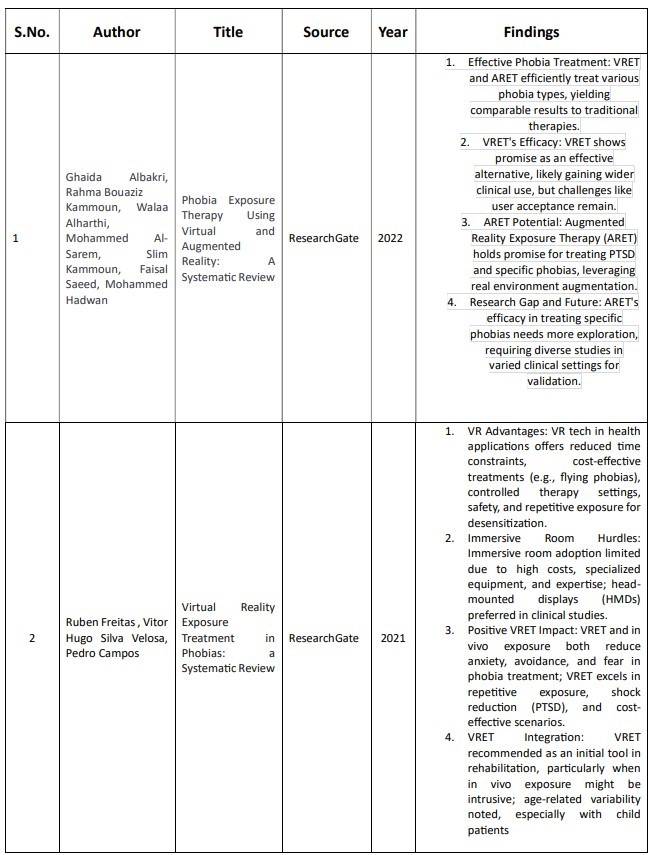 S.No. Author Title Source Year Findings
1
Ghaida Albakri,
Rahma Bouaziz
Kammoun, Walaa
Alharthi,
Mohammed Al-
Sarem, Slim
Kammoun, Faisal
Saeed, Mohammed
Hadwan
Phobia Exposure
Therapy Using
Virtual and
Augmented
Reality: A
Systematic Review
ResearchGate
2022
1. Effective Phobia Treatment: VRET
and ARET efficiently treat various
phobia types, yielding
comparable results to traditional
therapies.
2. VRET's Efficacy: VRET shows
promise as an effective
alternative, likely gaining wider
clinical use, but challenges like
user acceptance remain.
3. ARET Potential: Augmented
Reality Exposure Therapy (ARET)
holds promise for treating PTSD
and specific phobias, leveraging
real environment augmentation.
4. Research Gap and Future: ARET's
efficacy in treating specific
phobias needs more exploration,
requiring diverse studies in
varied clinical settings for
validation.
2
Ruben Freitas , Vitor
Hugo Silva Velosa,
Pedro Campos
Virtual Reality
Exposure
Treatment in
Phobias: a
Systematic Review
ResearchGate
2021
1. VR Advantages: VR tech in health
applications offers reduced time
constraints, cost-effective
treatments (e.g., flying phobias),
controlled therapy settings,
safety, and repetitive exposure for
desensitization.
2. Immersive Room Hurdles:
Immersive room adoption limited
due to high costs, specialized
equipment, and expertise; head-
mounted displays (HMDs)
preferred in clinical studies.
3. Positive VRET Impact: VRET and in
vivo exposure both reduce
anxiety, avoidance, and fear in
phobia treatment; VRET excels in
repetitive exposure, shock
reduction (PTSD), and cost-
effective scenarios.
4. VRET Integration: VRET
recommended as an initial tool in
rehabilitation, particularly when
in vivo exposure might be
intrusive; age-related variability
noted, especially with child
patients